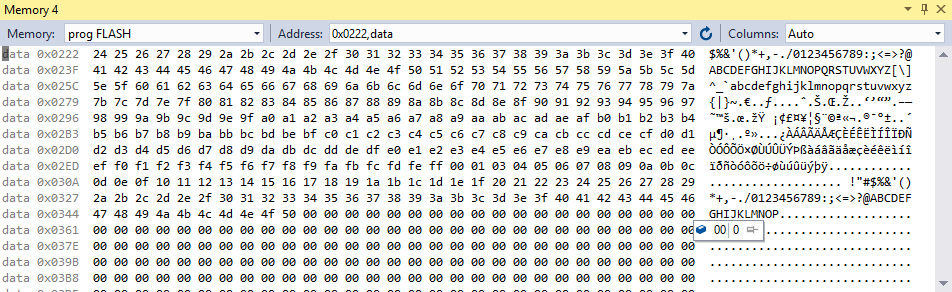 Memory 4
Memory: prog FLASH Address: 0x0222,data Columns: Auto
data 0x0222 24 25 26 27 28 29 2a 2b 2c 2d 2e 2f 30 31 32 33 34 35 36 37 38 39 3a 3b 3c 3d 3e 3f 40 $%&'()*+,-./0123456789:;<=>?@
data 0x023F 41 42 43 44 45 46 47 48 49 4a 4b 4c 4d 4e 4f 50 51 52 53 54 55 56 57 58 59 5a 5b 5c 5d ABCDEFGHIJKLMNOPQRSTUVWXYZ[\]
data 0x025C 5e 5f 60 61 62 63 64 65 66 67 68 69 6a 6b 6c 6d 6e 6f 70 71 72 73 74 75 76 77 78 79 7a ^_`abcdefghijklmnopqrstuvwxyz
data 0x0279 7b 7c 7d 7e 7f 80 81 82 83 84 85 86 87 88 89 8a 8b 8c 8d 8e 8f 90 91 92 93 94 95 96 97 {|}~.€..ƒ....ˆ.Š.Œ.Ž..‘’“”.–—
data 0x0296 98 99 9a 9b 9c 9d 9e 9f a0 a1 a2 a3 a4 a5 a6 a7 a8 a9 aa ab ac ad ae af b0 b1 b2 b3 b4 ˜™š.œ.žŸ ¡¢£¤¥¦§¨©ª«¬.®¯°±..´
data 0x02B3 b5 b6 b7 b8 b9 ba bb bc bd be bf c0 c1 c2 c3 c4 c5 c6 c7 c8 c9 ca cb cc cd ce cf d0 d1 µ¶·¸.º»...¿ÀÁÂÃÄÅÆÇÈÉÊËÌÍÎÏÐÑ
data 0x02D0 d2 d3 d4 d5 d6 d7 d8 d9 da db dc dd de df e0 e1 e2 e3 e4 e5 e6 e7 e8 e9 ea eb ec ed ee ÒÓÔÕÖ×ØÙÚÛÜÝÞßàáâãäåæçèéêëìíî
data 0x02ED ef f0 f1 f2 f3 f4 f5 f6 f7 f8 f9 fa fb fc fd fe ff 00 01 03 04 05 06 07 08 09 0a 0b 0c ïðñòóôõö÷øùúûüýþÿ............
data 0x030A 0d 0e 0f 10 11 12 13 14 15 16 17 18 19 1a 1b 1c 1d 1e 1f 20 21 22 23 24 25 26 27 28 29 ................... !"#$%&'()
data 0x0327 2a 2b 2c 2d 2e 2f 30 31 32 33 34 35 36 37 38 39 3a 3b 3c 3d 3e 3f 40 41 42 43 44 45 46 *+,-./0123456789:;<=>?@ABCDEF
data 0x0344 47 48 49 4a 4b 4c 4d 4e 4f 50 00 00 00 00 00 00 00 00 00 00 00 00 00 00 00 00 00 00 00 GHIJKLMNOP...................
data 0x0361 00 00 00 00 00 00 00 00 00 00 00 00 00 00 00 00 00 00 00 00 00 00 00 00 00 00 00 00 00 00 0
data 0x037E 00 00 00 00 00 00 00 00 00 00 00 00 00 00 00 00 00 00 00 00 00 00 00 00 00 00 00 00 00 .............................
data 0x039B 00 00 00 00 00 00 00 00 00 00 00 00 00 00 00 00 00 00 00 00 00 00 00 00 00 00 00 00 00 .............................
data 0x03B8 00 00 00 00 00 00 00 00 00 00 00 00 00 00 00 00 00 00 00 00 00 00 00 00 00 00 00 00 00 .............................